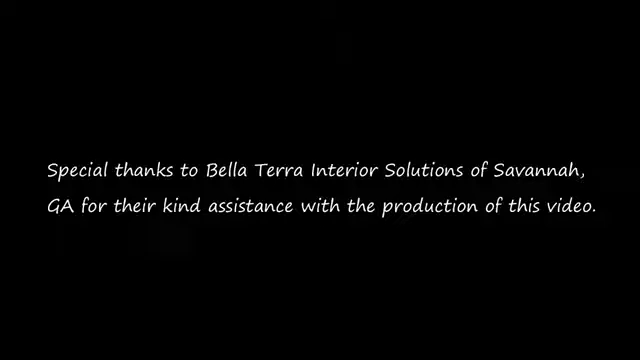 Special thanks to Bella Terra Interior Solutions of Savannah,
GA for their kind assistance with the production of this video.